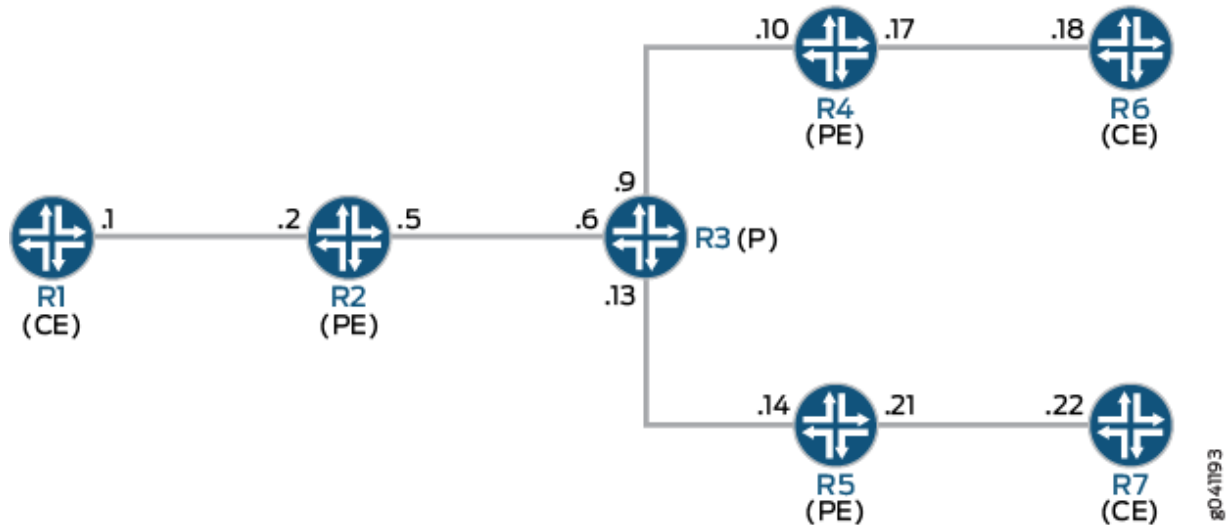 .10
.17
.18
R4
(PE)
R6
(CE)
.9
.1
.2
.5
.6
R3 (P)
R1
(CE)
R2
(PE)
.13
.14
.21
.22
R5
(PE)
R7
(CE)
g041193